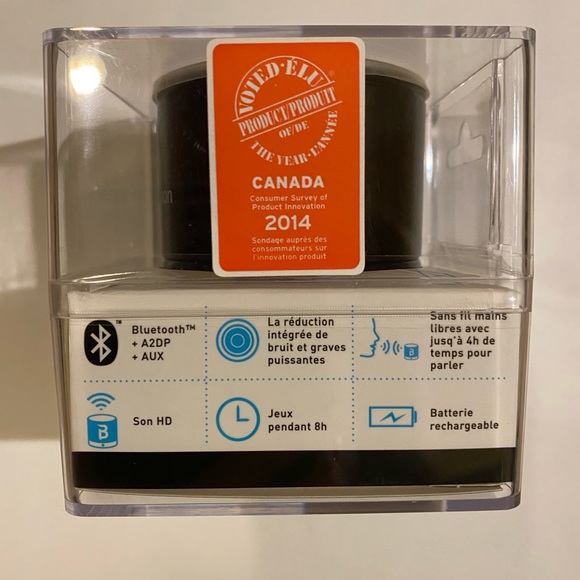 VOTED·ÉLU
PRODUCT/PRODUIT
OF/DE
THE YEAR·L'ANNÉE
CANADA
Consumer Survey of
Product Innovation
2014
Sondage auprès des
consommateurs sur
l'innovation produit
Bluetooth™
+ A2DP
+ AUX
La réduction
intégrée de
bruit et graves
puissantes
Sans fil mains
libres avec
jusq'à 4h de
temps pour
parler
Son HD
Jeux
pendant 8h
Batterie
rechargeable